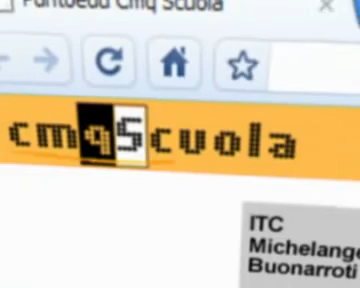 Puntoedu Cmq Scuola
cmqScuola
ITC
Michelange
Buonarroti